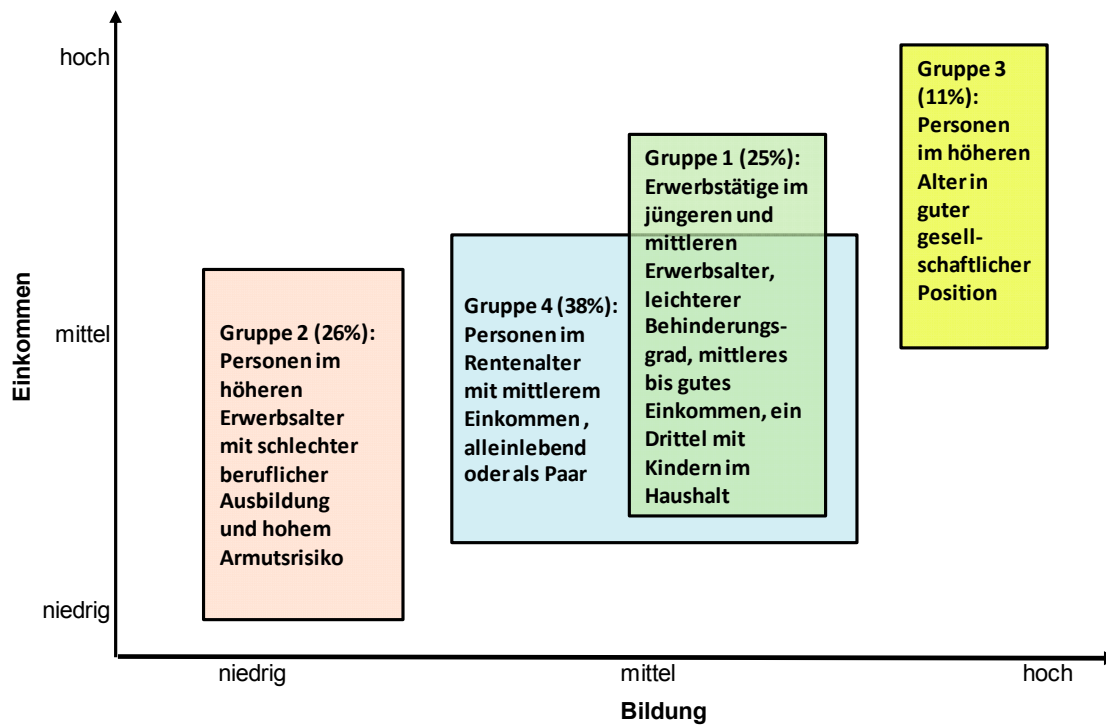 hoch
mittel
niedrig
Einkommen
Gruppe 3
(11%):
Personen
im höheren
Alter in
guter
gesell-
schaftlicher
Position
Gruppe 1 (25%):
Erwerbstätige im
jüngeren und
mittleren
Erwerbsalter,
leichterer
Behinderungs-
grad, mittleres
bis gutes
Einkommen, ein
Drittel mit
Kindern im
Haushalt
Gruppe 4 (38%):
Personen im
Rentenalter
mit mittlerem
Einkommen ,
alleinlebend
oder als Paar
Gruppe 2 (26%):
Personen im
höheren
Erwerbsalter
mit schlechter
beruflicher
Ausbildung
und hohem
Armutsrisiko
niedrig
mittel
hoch
Bildung